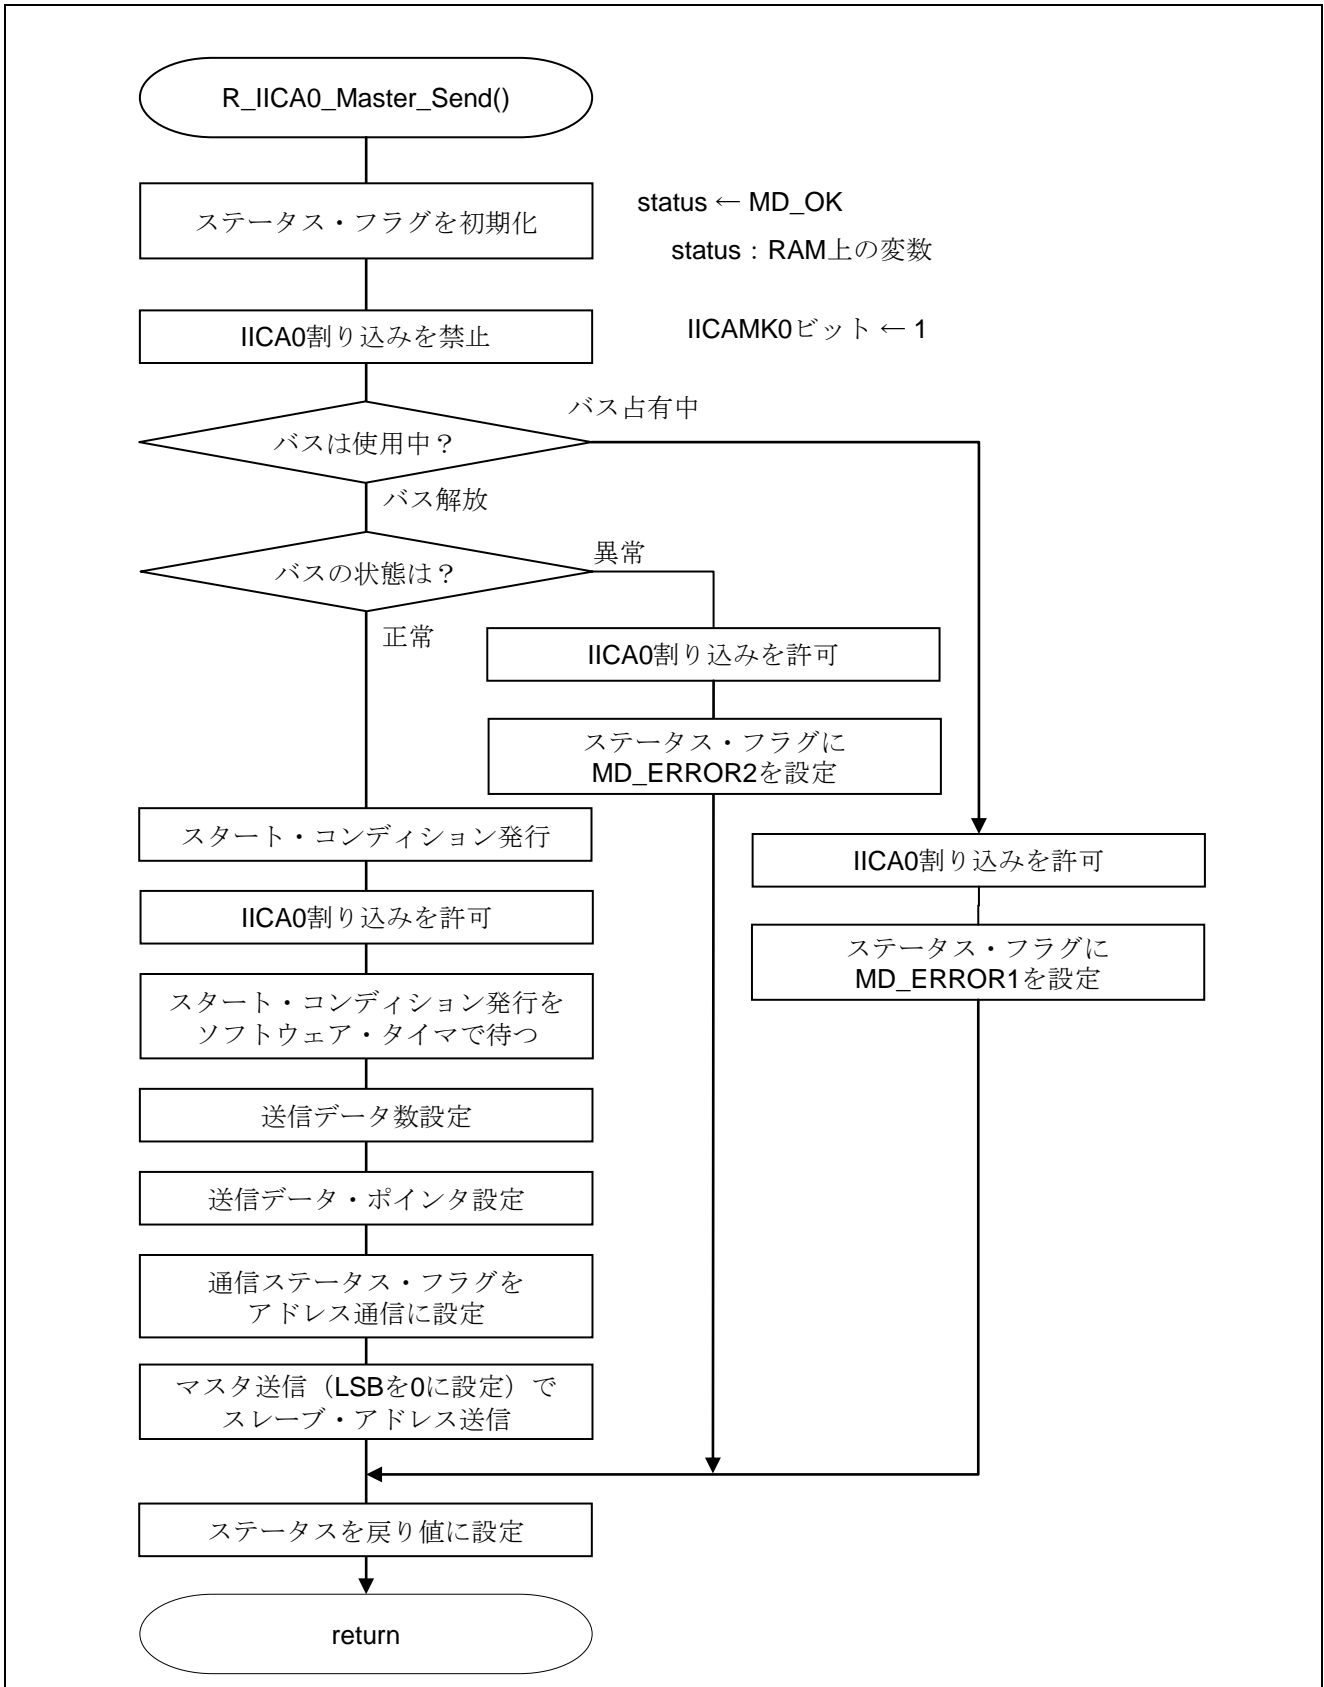 R_IICA0_Master_Send()
ステータス・フラグを初期化
status ← MD_OK
status：RAM上の変数
IICA0割り込みを禁止
IICAMK0ビット ← 1
バス占有中
バスは使用中？
バス解放
異常
バスの状態は？
正常
IICA0割り込みを許可
ステータス・フラグに
MD_ERROR2を設定
スタート・コンディション発行
IICA0割り込みを許可
IICA0割り込みを許可
ステータス・フラグに
MD_ERROR1を設定
スタート・コンディション発行を
ソフトウェア・タイマで待つ
送信データ数設定
送信データ・ポインタ設定
通信ステータス・フラグを
アドレス通信に設定
マスタ送信（LSBを0に設定）で
スレーブ・アドレス送信
ステータスを戻り値に設定
return